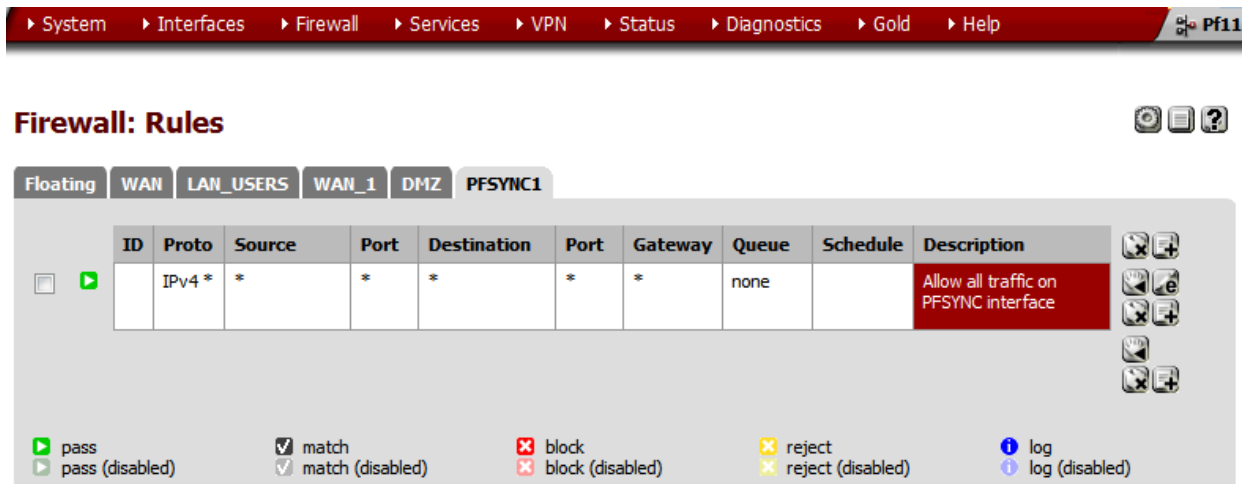 System Interfaces Firewall Services VPN Status Diagnostics Gold Help Pf11
Firewall: Rules
Floating WAN LAN_USERS WAN_1 DMZ PFSYNC1
ID Proto Source Port Destination Port Gateway Queue Schedule Description
IPv4 * * * * * * none Allow all traffic on
PFSYNC interface
pass match block reject log
pass (disabled) match (disabled) block (disabled) reject (disabled) log (disabled)